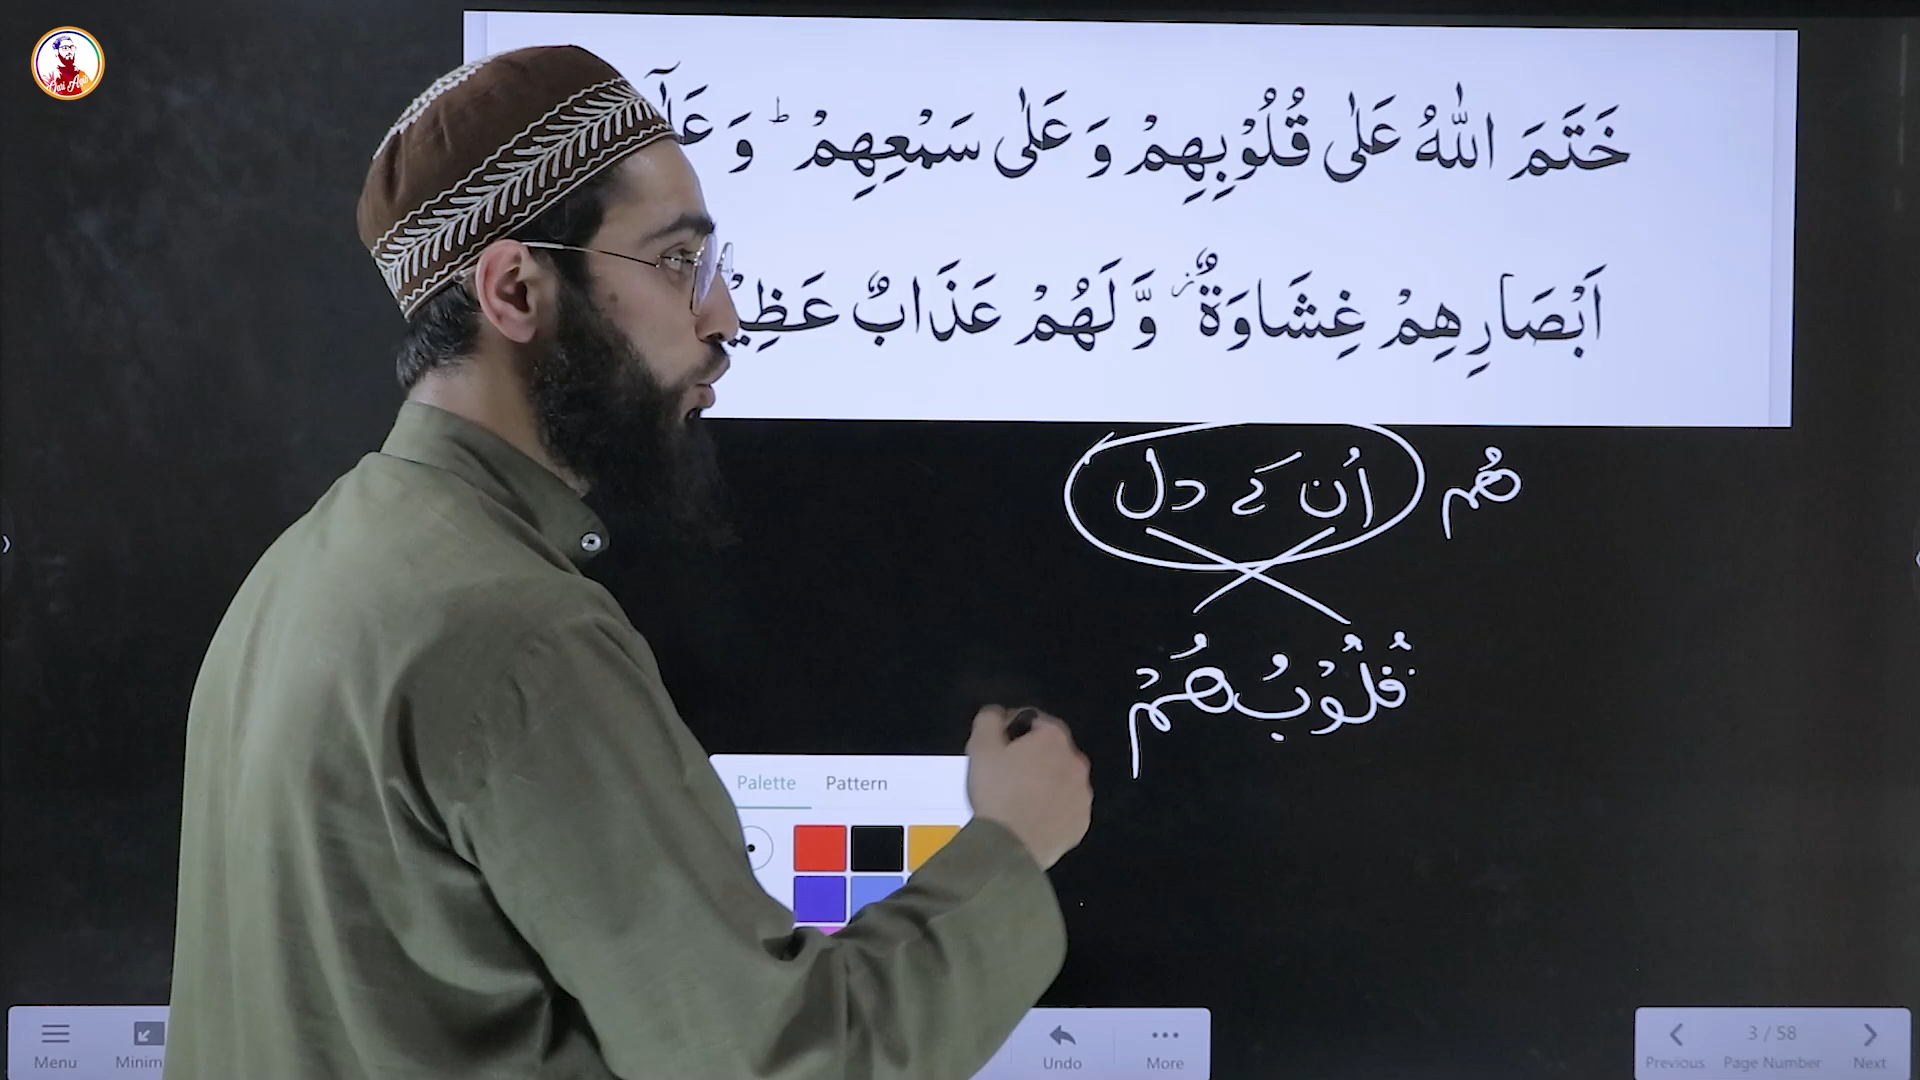 خَتَمَ اللّٰهُ عَلٰى قُلُوْبِهِمْ وَ عَلٰى سَمْعِهِمْ ؕ وَ
اَبْصَارِهِمْ غِشَاوَةٌ ؗ وَّ لَهُمْ عَذَابٌ
هُم اُن کے دل
قُلُوْبُهُمْ
Palette Pattern
Menu Undo More Previous 3 / 58 Page Number Next